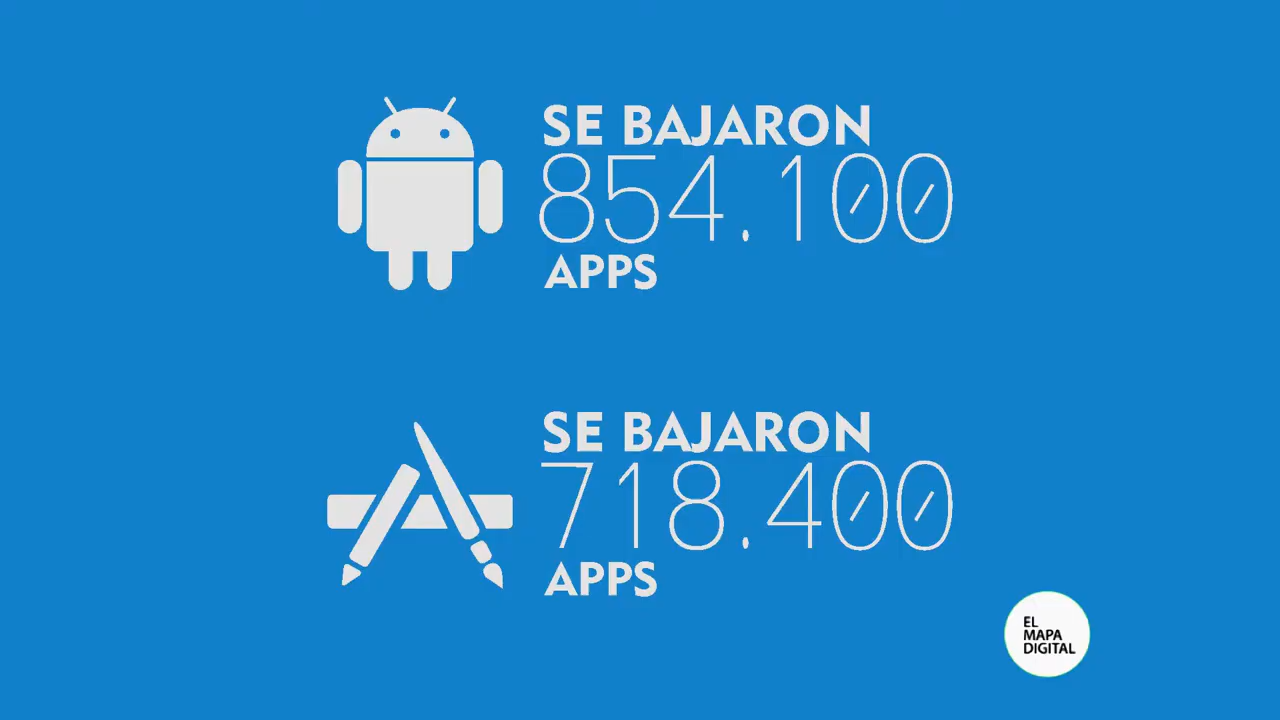 SE BAJARON
854.100
APPS
SE BAJARON
718.400
APPS
EL
MAPA
DIGITAL